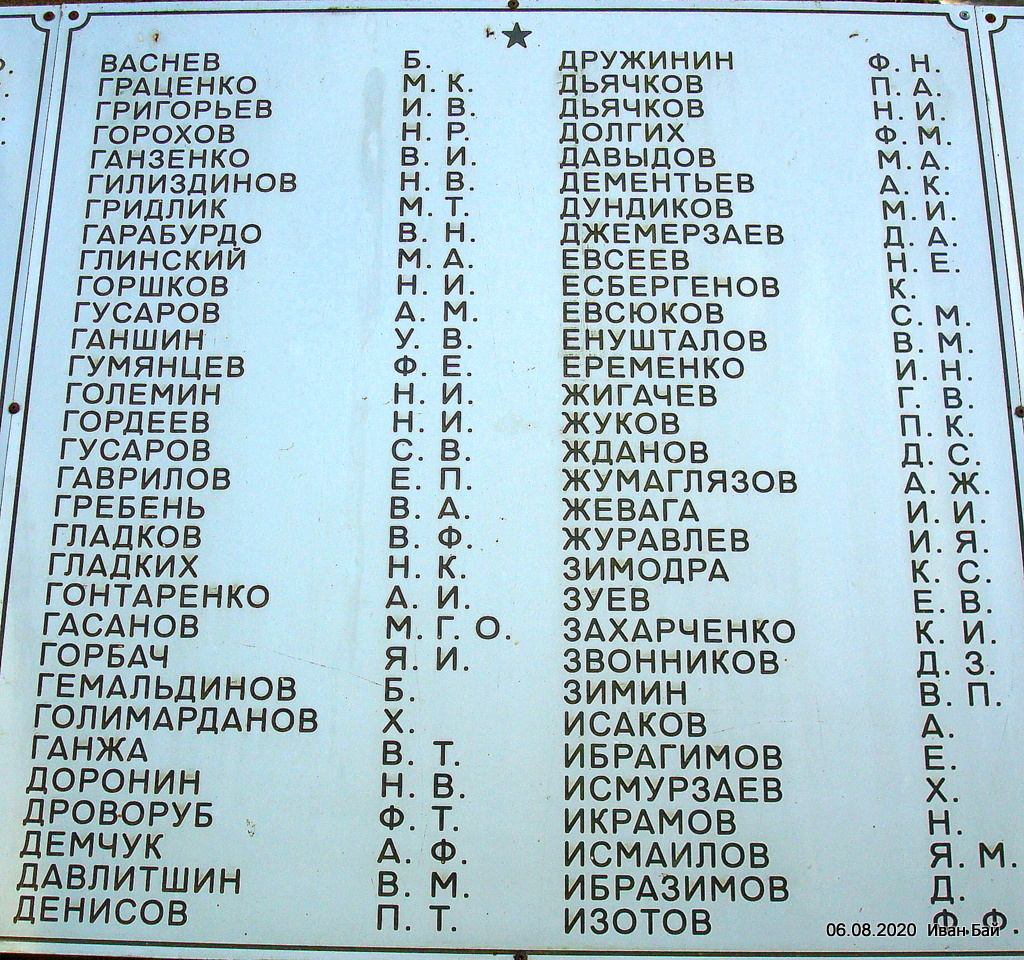 ВАСНЕВ Б.
ГРАЦЕНКО М. К.
ГРИГОРЬЕВ И. В.
ГОРОХОВ Н. Р.
ГАНЗЕНКО В. И.
ГИЛИЗДИНОВ Н. В.
ГРИДЛИК М. Т.
ГАРАБУРДО В. Н.
ГЛИНСКИЙ М. А.
ГОРШКОВ Н. И.
ГУСАРОВ А. М.
ГАНШИН У. В.
ГУМЯНЦЕВ Ф. Е.
ГОЛЕМИН Н. И.
ГОРДЕЕВ Н. И.
ГУСАРОВ С. В.
ГАВРИЛОВ Е. П.
ГРЕБЕНЬ В. А.
ГЛАДКОВ В. Ф.
ГЛАДКИХ Н. К.
ГОНТАРЕНКО А. И.
ГАСАНОВ М. Г. О.
ГОРБАЧ Я. И.
ГЕМАЛЬДИНОВ Б.
ГОЛИМАРДАНОВ Х.
ГАНЖА В. Т.
ДОРОНИН Н. В.
ДРОВОРУБ Ф. Т.
ДЕМЧУК А. Ф.
ДАВЛИТШИН В. М.
ДЕНИСОВ П. Т.
ДРУЖИНИН Ф. Н.
ДЬЯЧКОВ П. А.
ДЬЯЧКОВ Н. И.
ДОЛГИХ Ф. М.
ДАВЫДОВ М. А.
ДЕМЕНТЬЕВ А. К.
ДУНДИКОВ М. И.
ДЖЕМЕРЗАЕВ Д. А.
ЕВСЕЕВ Н. Е.
ЕСБЕРГЕНОВ К.
ЕВСЮКОВ С. М.
ЕНУШТАЛОВ В. М.
ЕРЕМЕНКО И. Н.
ЖИГАЧЕВ Г. В.
ЖУКОВ П. К.
ЖДАНОВ Д. С.
ЖУМАГЛЯЗОВ А. Ж.
ЖЕВАГА И. И.
ЖУРАВЛЕВ И. Я.
ЗИМОДРА К. С.
ЗУЕВ Е. В.
ЗАХАРЧЕНКО К. И.
ЗВОННИКОВ Д. З.
ЗИМИН В. П.
ИСАКОВ А.
ИБРАГИМОВ Е.
ИСМУРЗАЕВ Х.
ИКРАМОВ Н.
ИСМАИЛОВ Я. М.
ИБРАЗИМОВ Д.
ИЗОТОВ Ф. Ф.
06.08.2020 Иван Бай